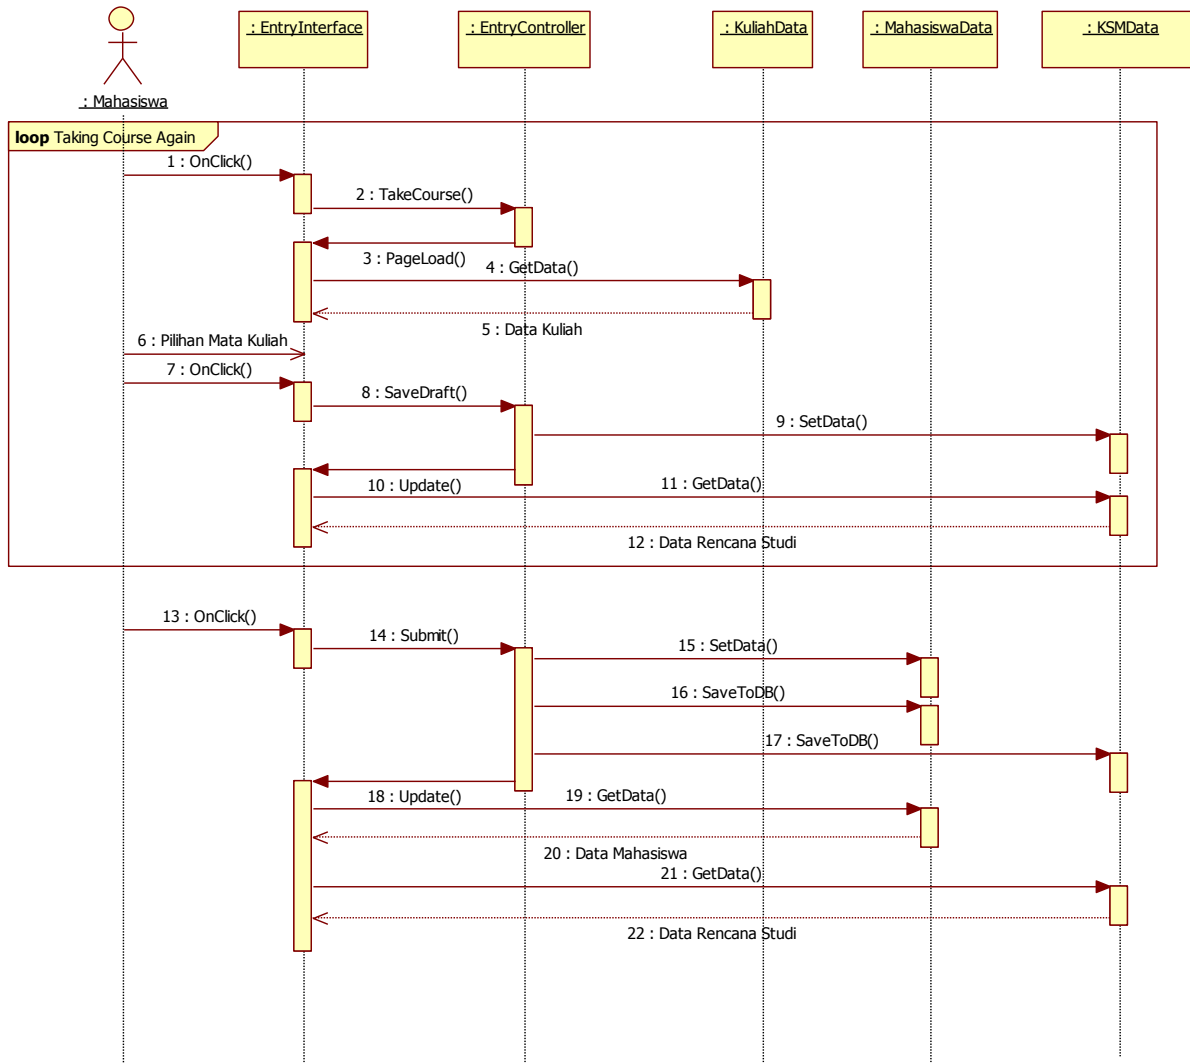 : EntryInterface
: EntryController
: KuliahData
: MahasiswaData
: KSMData
: Mahasiswa
loop Taking Course Again
1 : OnClick()
2 : TakeCourse()
3 : PageLoad()
4 : GetData()
5 : Data Kuliah
6 : Pilihan Mata Kuliah
7 : OnClick()
8 : SaveDraft()
9 : SetData()
10 : Update()
11 : GetData()
12 : Data Rencana Studi
13 : OnClick()
14 : Submit()
15 : SetData()
16 : SaveToDB()
17 : SaveToDB()
18 : Update()
19 : GetData()
20 : Data Mahasiswa
21 : GetData()
22 : Data Rencana Studi